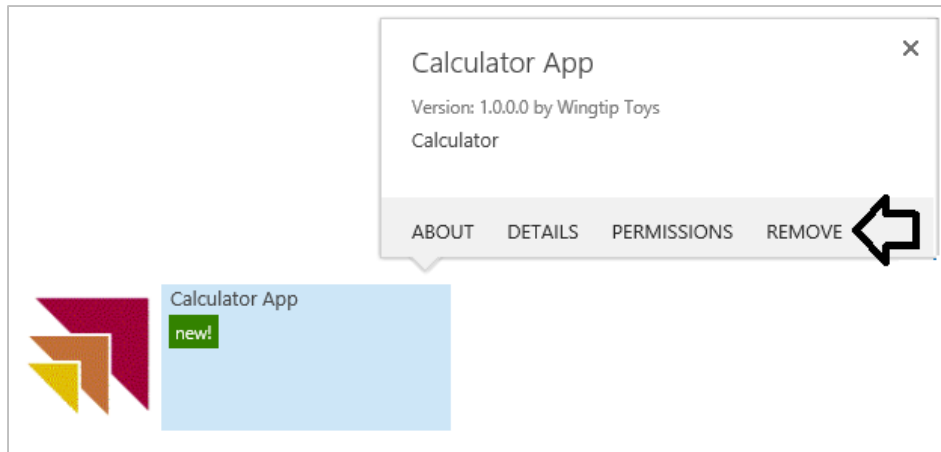 Calculator App
Version: 1.0.0.0 by Wingtip Toys
Calculator
ABOUT DETAILS PERMISSIONS REMOVE
Calculator App
new!